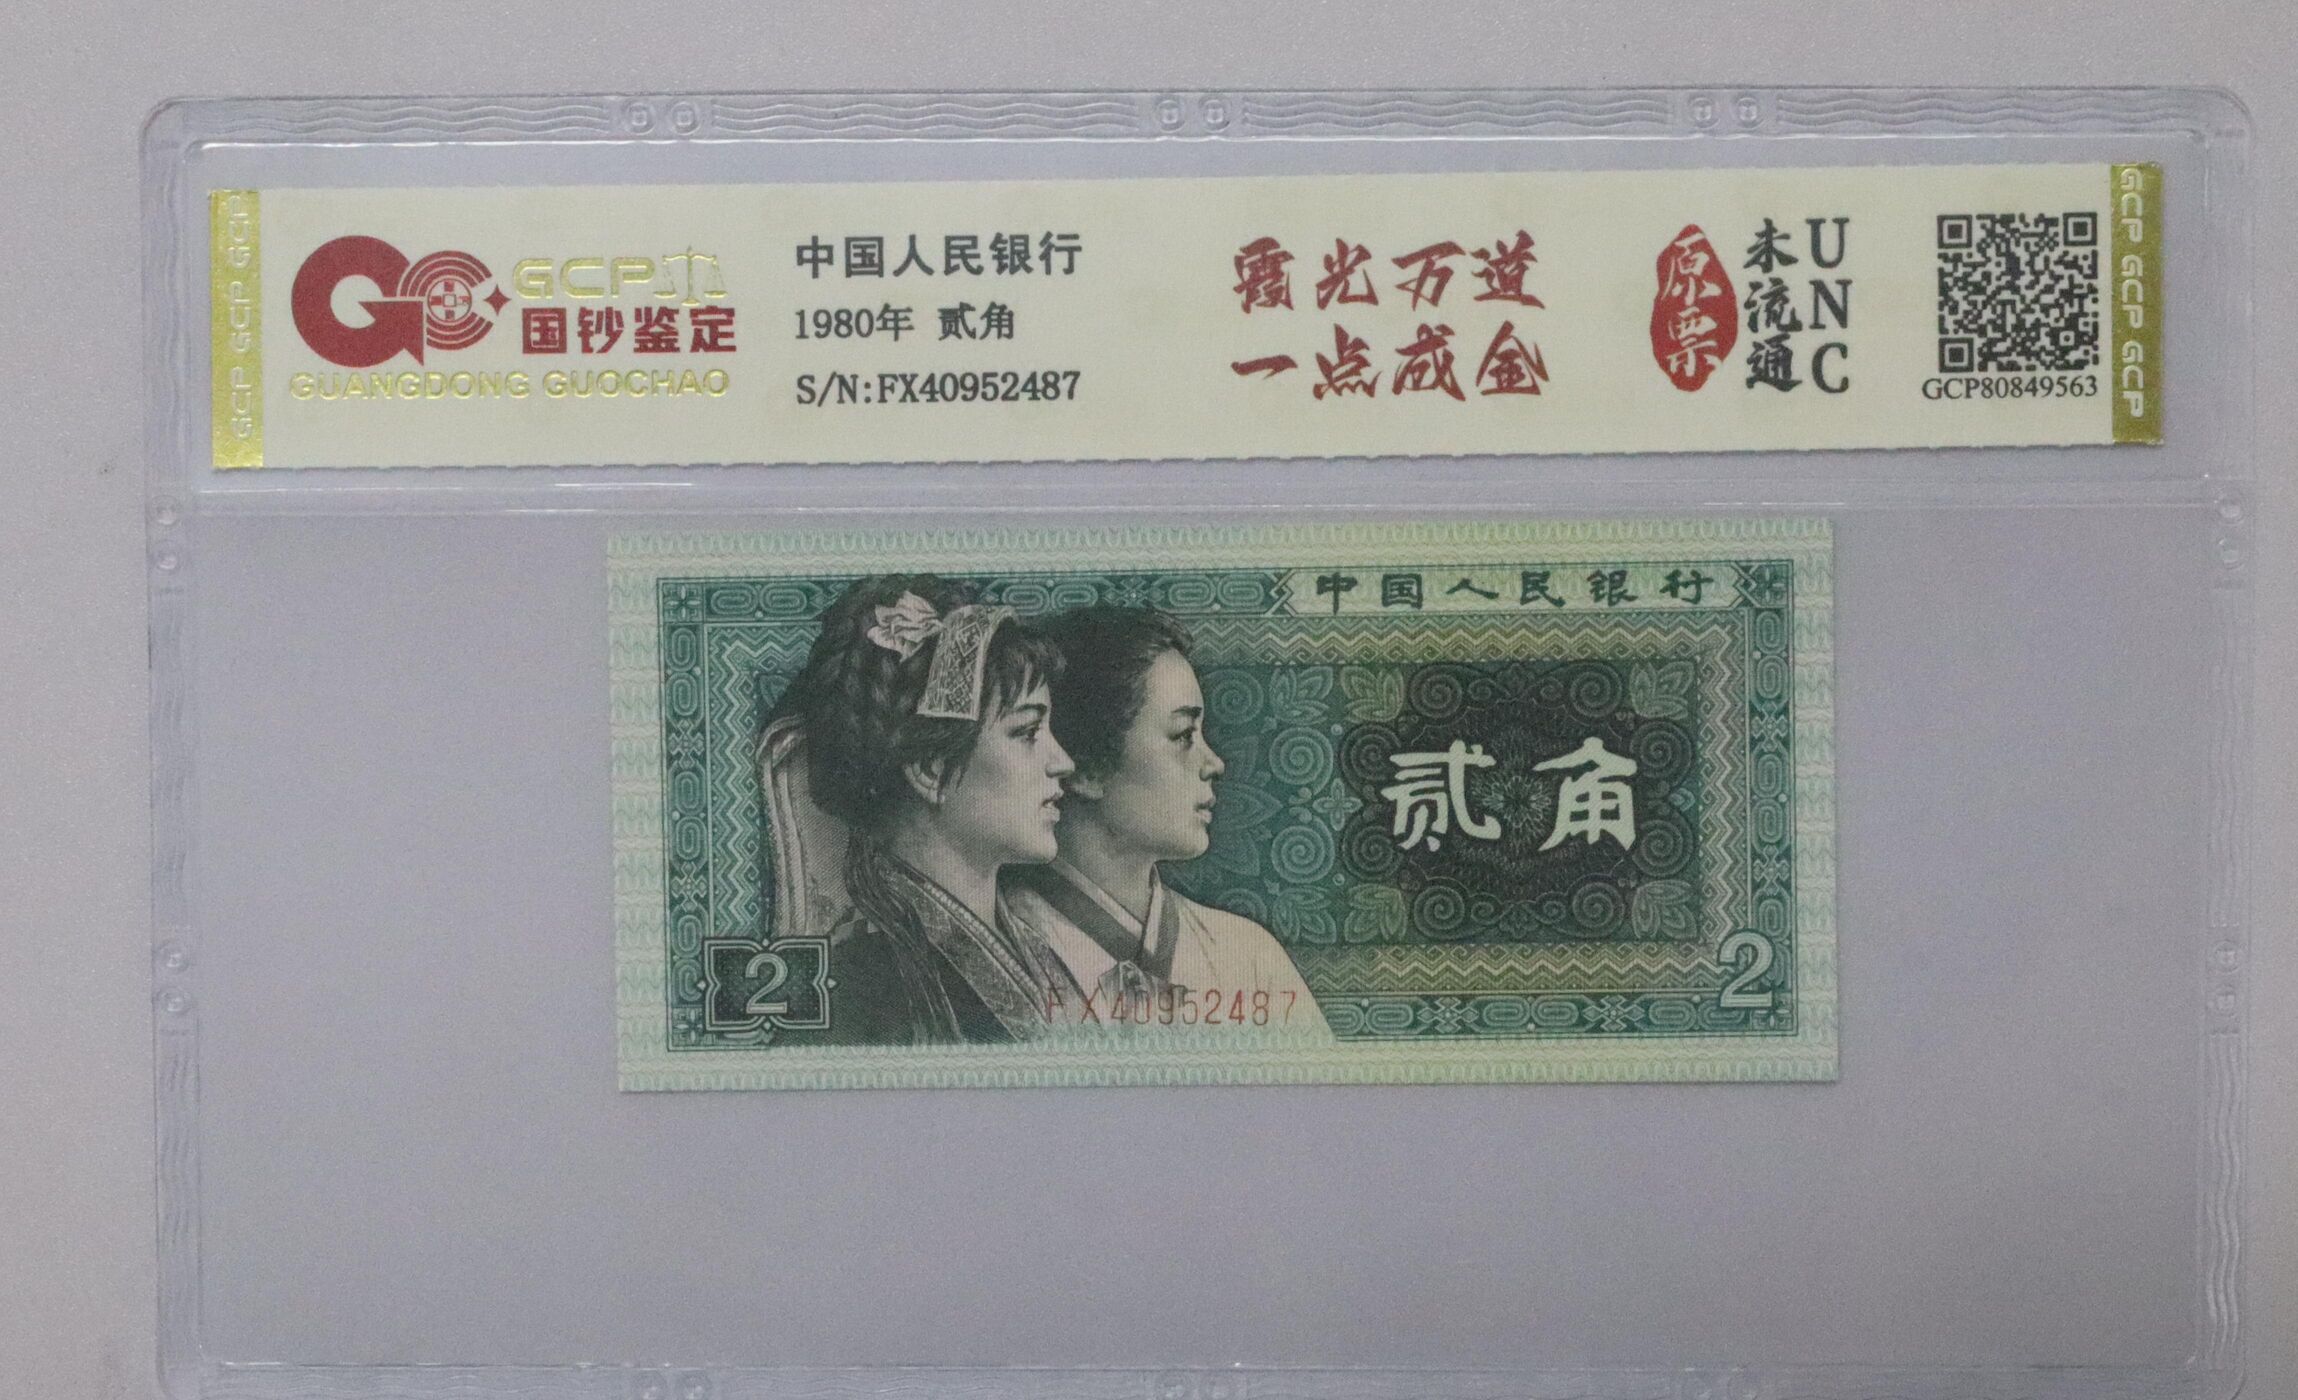 GCP GCP GCP
GCP
国钞鉴定
GUANGDONG GUOCHAO
中国人民银行
1980年 贰角
S/N:FX40952487
霞光万道
一点成金
原票
未流通
UNC
GCP80849563
GCP GCP GCP
中国人民银行
贰角
2
FX40952487
2